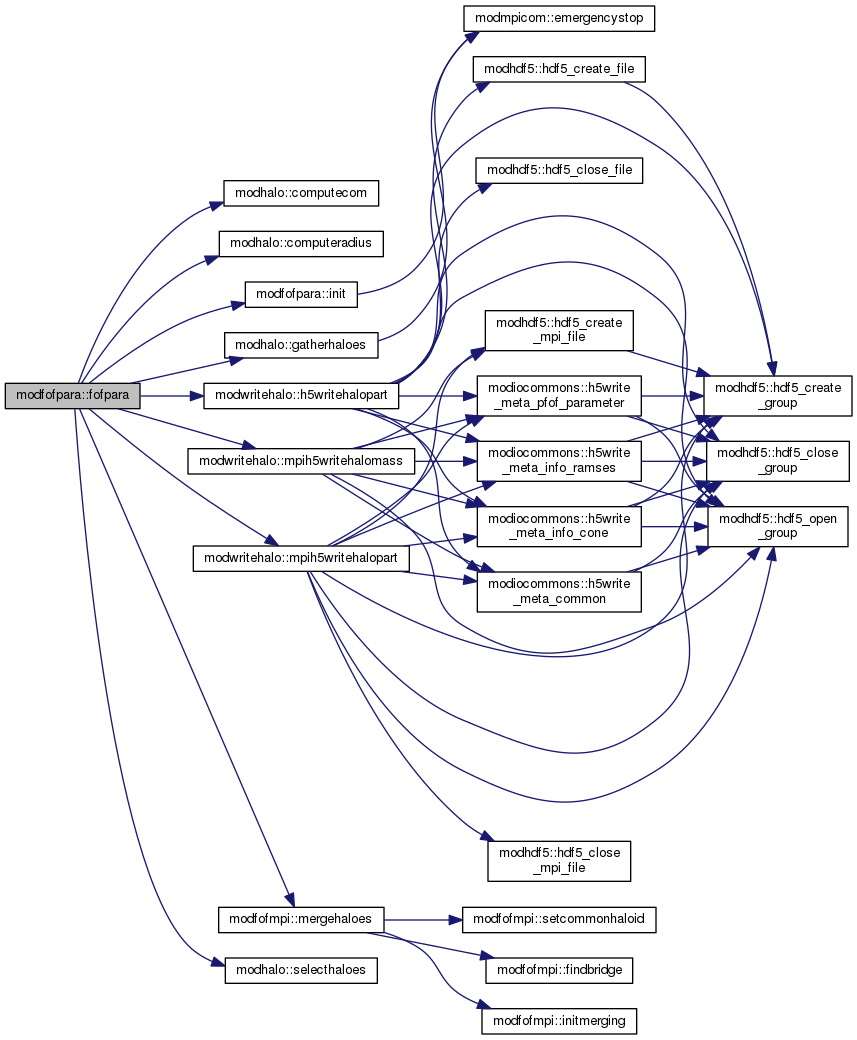 modmpicom::emergencystop
modhdf5::hdf5_create_file
modhdf5::hdf5_close_file
modhalo::computecom
modhalo::computeradius
modfofpara::init
modhalo::gatherhaloes
modhdf5::hdf5_create
_mpi_file
modfofpara::fofpara
modwritehalo::h5writehalopart
modiocommons::h5write
_meta_pfof_parameter
modhdf5::hdf5_create
_group
modwritehalo::mpih5writehalomass
modiocommons::h5write
_meta_info_ramses
modhdf5::hdf5_close
_group
modiocommons::h5write
_meta_info_cone
modhdf5::hdf5_open
_group
modwritehalo::mpih5writehalopart
modiocommons::h5write
_meta_common
modhdf5::hdf5_close
_mpi_file
modfofmpi::mergehaloes
modfofmpi::setcommonhaloid
modhalo::selecthaloes
modfofmpi::findbridge
modfofmpi::initmerging